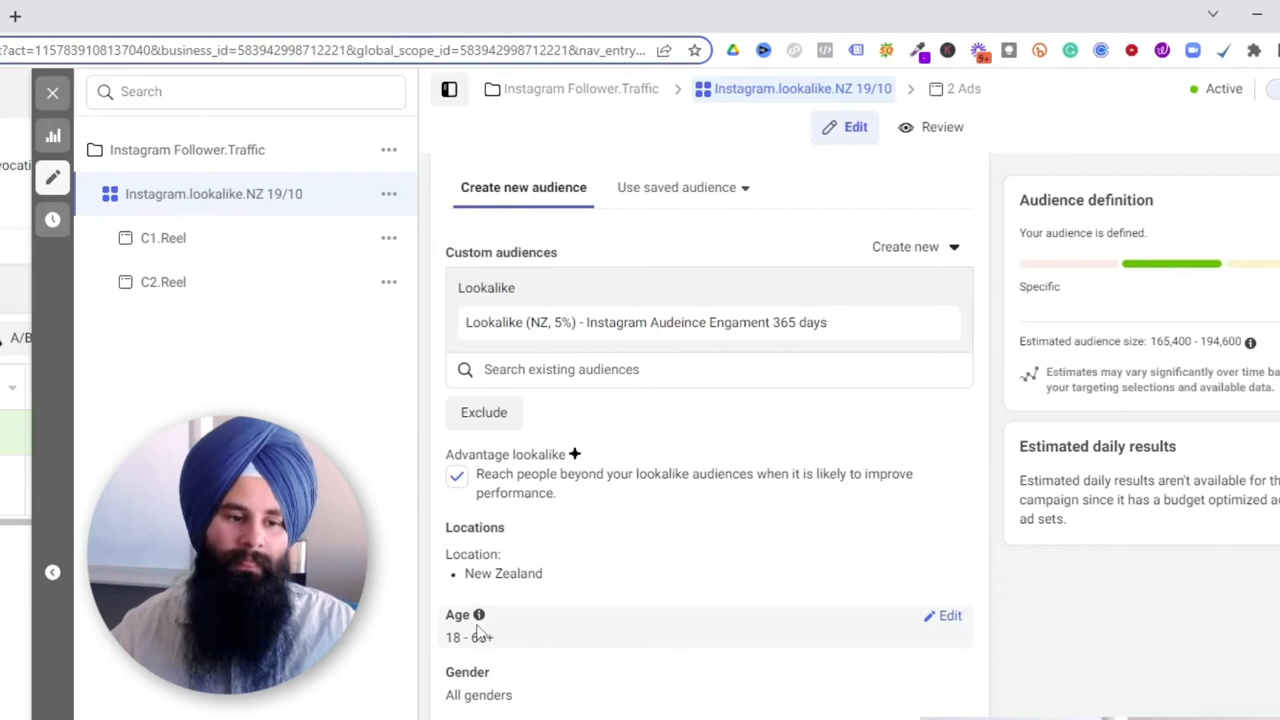 ct?act=1157839108137040&business_id=583942998712221&global_scope_id=583942998712221&nav_entry...
9+
Search
Instagram Follower.Traffic
Instagram.lookalike.NZ 19/10
2 Ads
Active
Edit
Review
Instagram Follower.Traffic
Instagram.lookalike.NZ 19/10
C1.Reel
C2.Reel
vocati
A/B
Create new audience
Use saved audience
Custom audiences
Create new
Lookalike
Lookalike (NZ, 5%) - Instagram Audeince Engament 365 days
Search existing audiences
Exclude
Advantage lookalike
Reach people beyond your lookalike audiences when it is likely to improve
performance.
Locations
Location:
• New Zealand
Age
Edit
18 - 65+
Gender
All genders
Audience definition
Your audience is defined.
Specific
Estimated audience size: 165,400 - 194,600
Estimates may vary significantly over time ba
your targeting selections and available data.
Estimated daily results
Estimated daily results aren't available for th
campaign since it has a budget optimized a
ad sets.